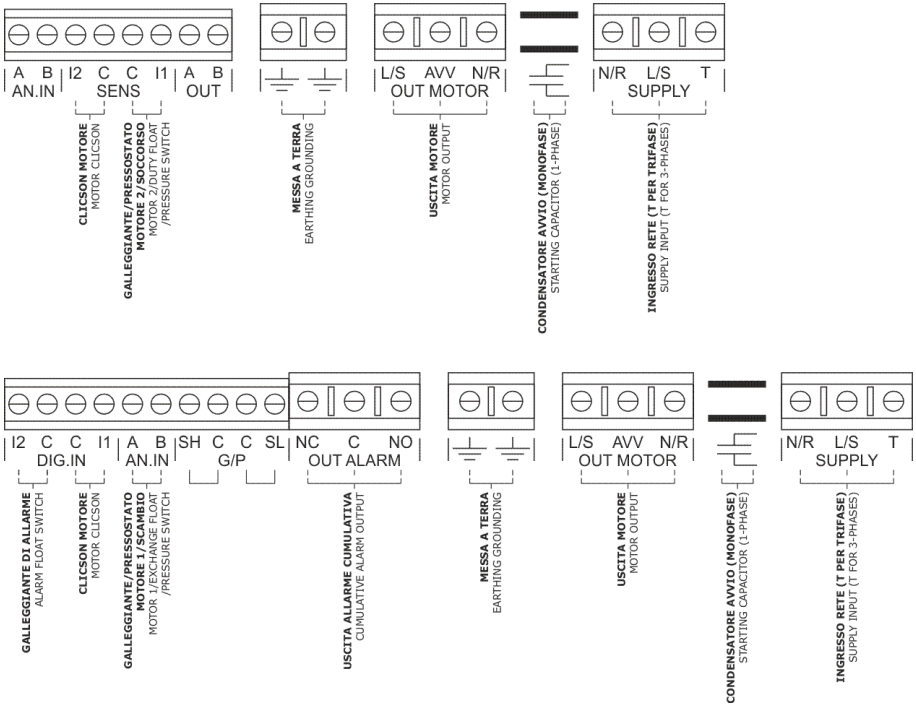 A B I2 C C I1 A B
AN.IN SENS OUT
L/S AVV N/R
OUT MOTOR
N/R L/S T
SUPPLY
CLICSON MOTORE
MOTOR CLICSON
GALLEGGIANTE/PRESSOSTATO
MOTORE 2/SOCCORSO
MOTOR 2/DUTY FLOAT
/PRESSURE SWITCH
MESSA A TERRA
EARTHING GROUNDING
USCITA MOTORE
MOTOR OUTPUT
CONDENSATORE AVVIO (MONOFASE)
STARTING CAPACITOR (1-PHASE)
INGRESSO RETE (T PER TRIFASE)
SUPPLY INPUT (T FOR 3-PHASES)
I2 C C I1 A B SH C C SL NC C NO
DIG.IN AN.IN G/P OUT ALARM
L/S AVV N/R
OUT MOTOR
N/R L/S T
SUPPLY
GALLEGGIANTE DI ALLARME
ALARM FLOAT SWITCH
CLICSON MOTORE
MOTOR CLICSON
GALLEGGIANTE/PRESSOSTATO
MOTORE 1/SCAMBIO
MOTOR 1/EXCHANGE FLOAT
/PRESSURE SWITCH
USCITA ALLARME CUMULATIVA
CUMULATIVE ALARM OUTPUT
MESSA A TERRA
EARTHING GROUNDING
USCITA MOTORE
MOTOR OUTPUT
CONDENSATORE AVVIO (MONOFASE)
STARTING CAPACITOR (1-PHASE)
INGRESSO RETE (T PER TRIFASE)
SUPPLY INPUT (T FOR 3-PHASES)